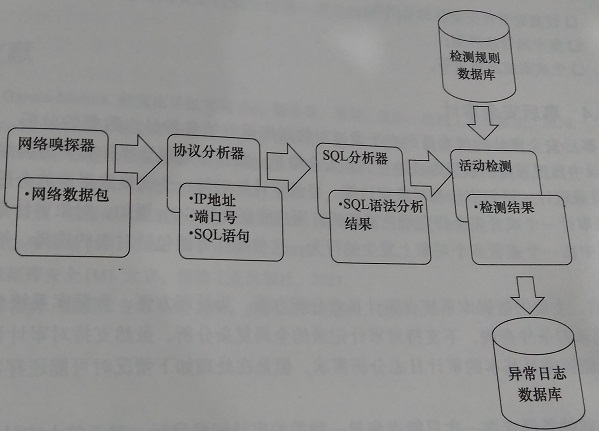 检测规则
数据库
网络嗅探器
•网络数据包
协议分析器
•IP地址
•端口号
•SQL语句
SQL分析器
•SQL语法分析
结果
活动检测
•检测结果
异常日志
数据库